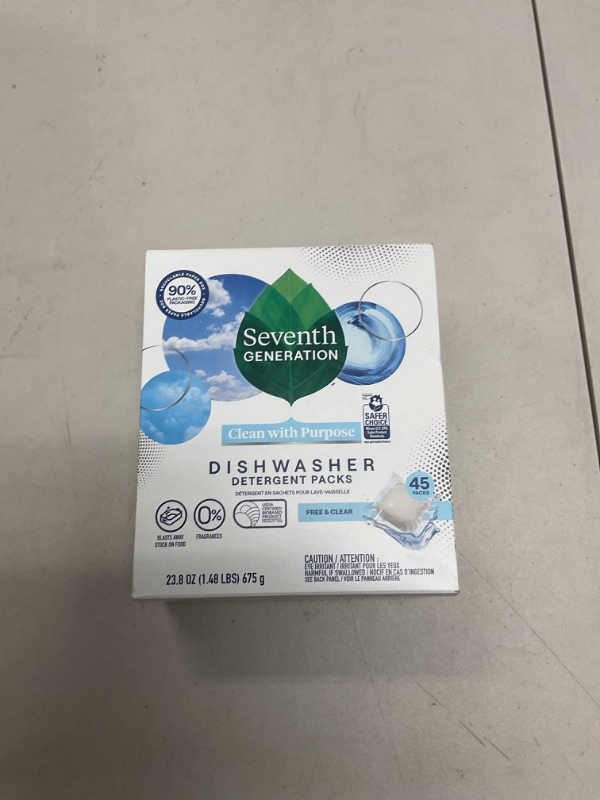 90%
PLASTIC-FREE
PACKAGING
Seventh
GENERATION
Clean with Purpose
SAFER
CHOICE
DISHWASHER
DETERGENT PACKS
DÉTERGENT EN SACHETS POUR LAVE-VAISSELLE
45
PACKS
BLASTS AWAY
STUCK ON FOOD
0%
FRAGRANCES
USDA
CERTIFIED
BIOBASED
PRODUCT
FREE & CLEAR
CAUTION / ATTENTION :
EYE IRRITANT / IRRITANT POUR LES YEUX
HARMFUL IF SWALLOWED / NOCIF EN CAS D'INGESTION
SEE BACK PANEL / VOIR LE PANNEAU ARRIÈRE
23.8 OZ (1.48 LBS) 675 g